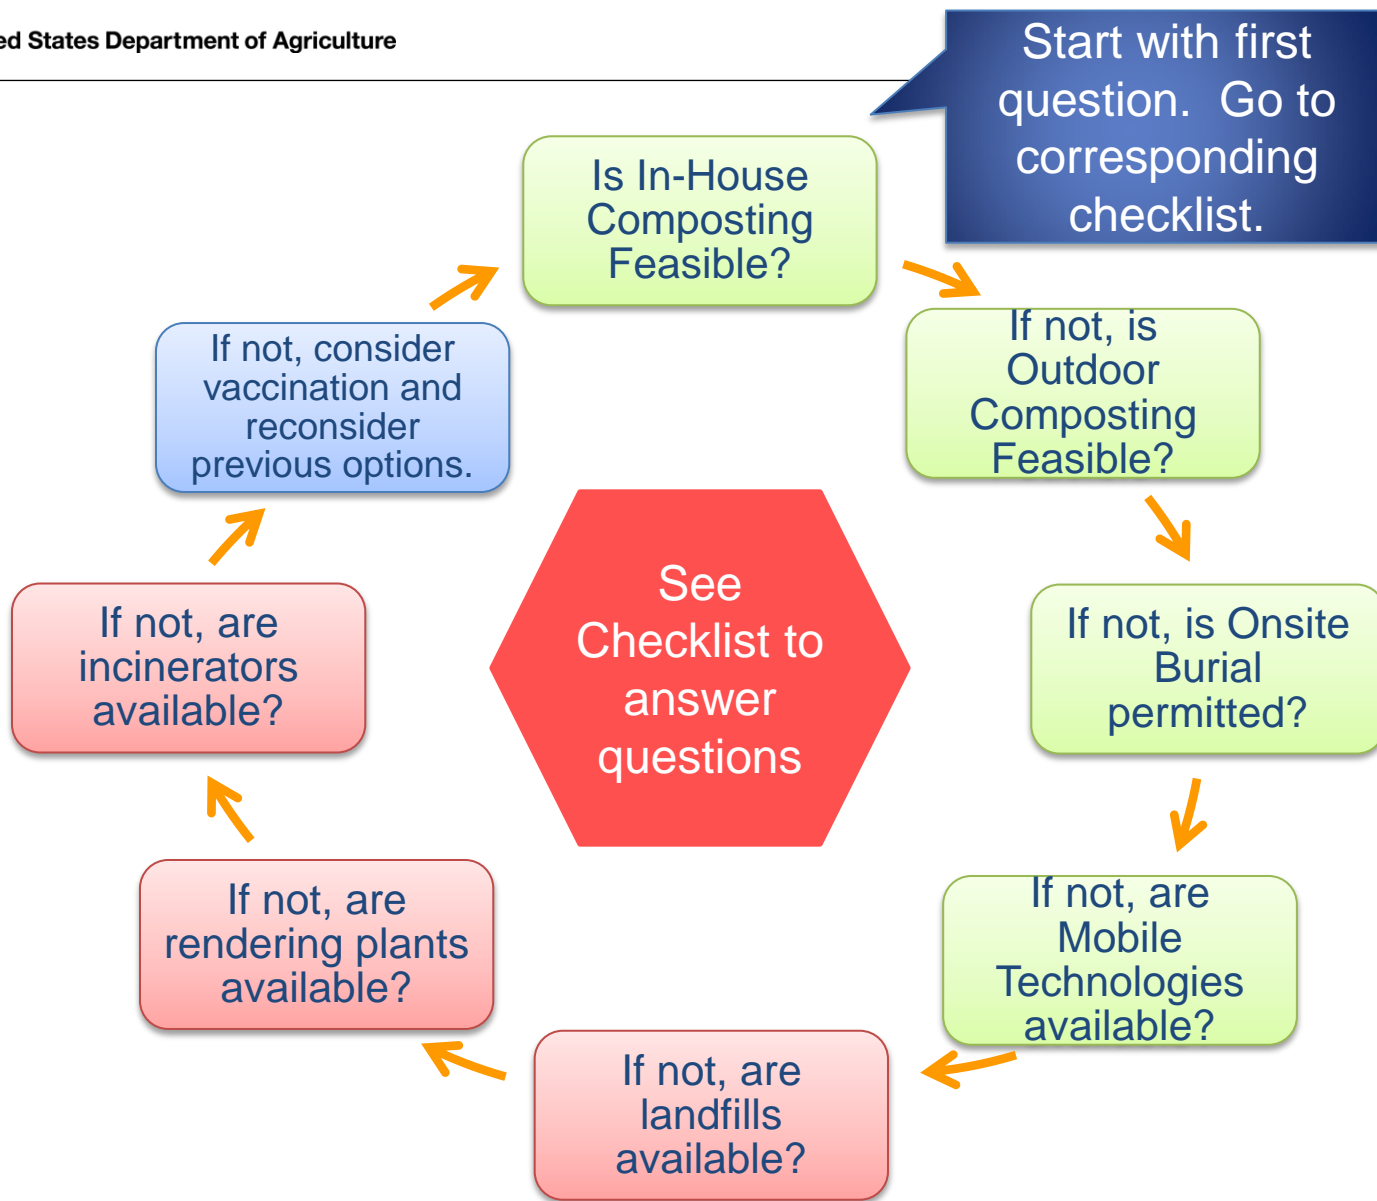 ed States Department of Agriculture
Start with first
question. Go to
corresponding
checklist.
Is In-House
Composting
Feasible?
If not, is
Outdoor
Composting
Feasible?
If not, is Onsite
Burial
permitted?
If not, are
Mobile
Technologies
available?
If not, are
landfills
available?
If not, are
rendering plants
available?
If not, are
incinerators
available?
If not, consider
vaccination and
reconsider
previous options.
See
Checklist to
answer
questions